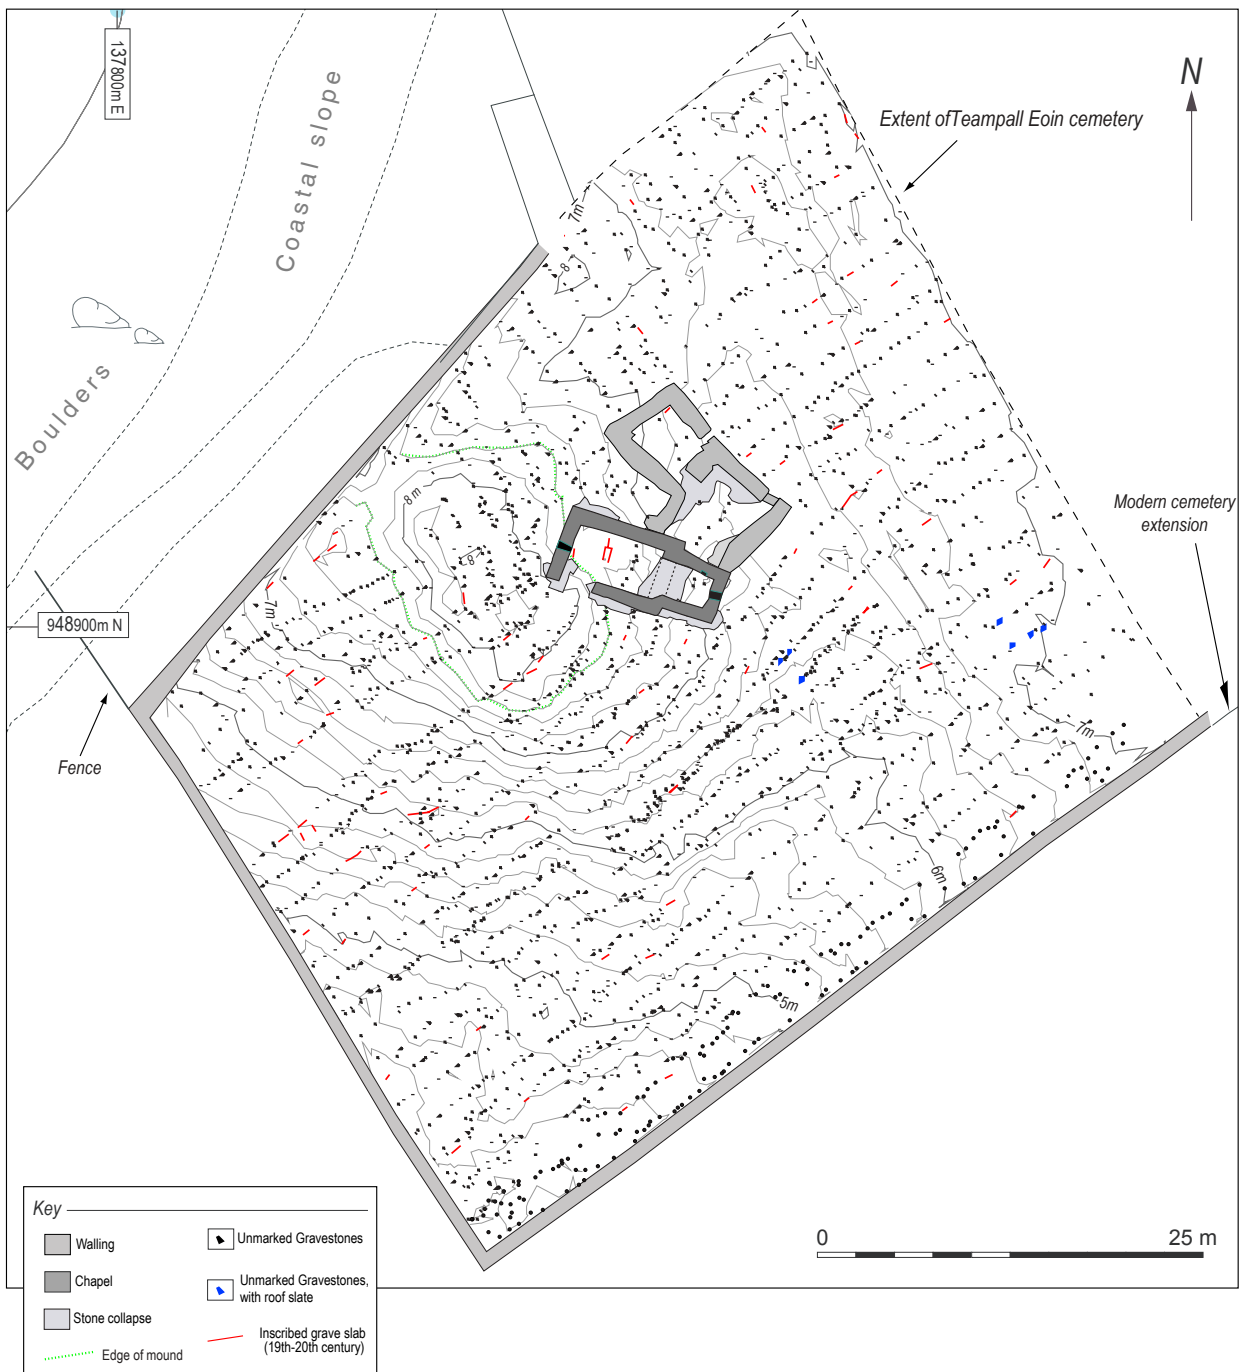 137800m E
Coastal slope
N
Extent ofTeampall Eoin cemetery
7m
8
Boulders
8 m
8
Modern cemetery
extension
7m
948900m N
7m
Fence
6m
5m
Key
Walling
Unmarked Gravestones
Chapel
Unmarked Gravestones,
with roof slate
Stone collapse
Inscribed grave slab
(19th-20th century)
Edge of mound
0
25 m